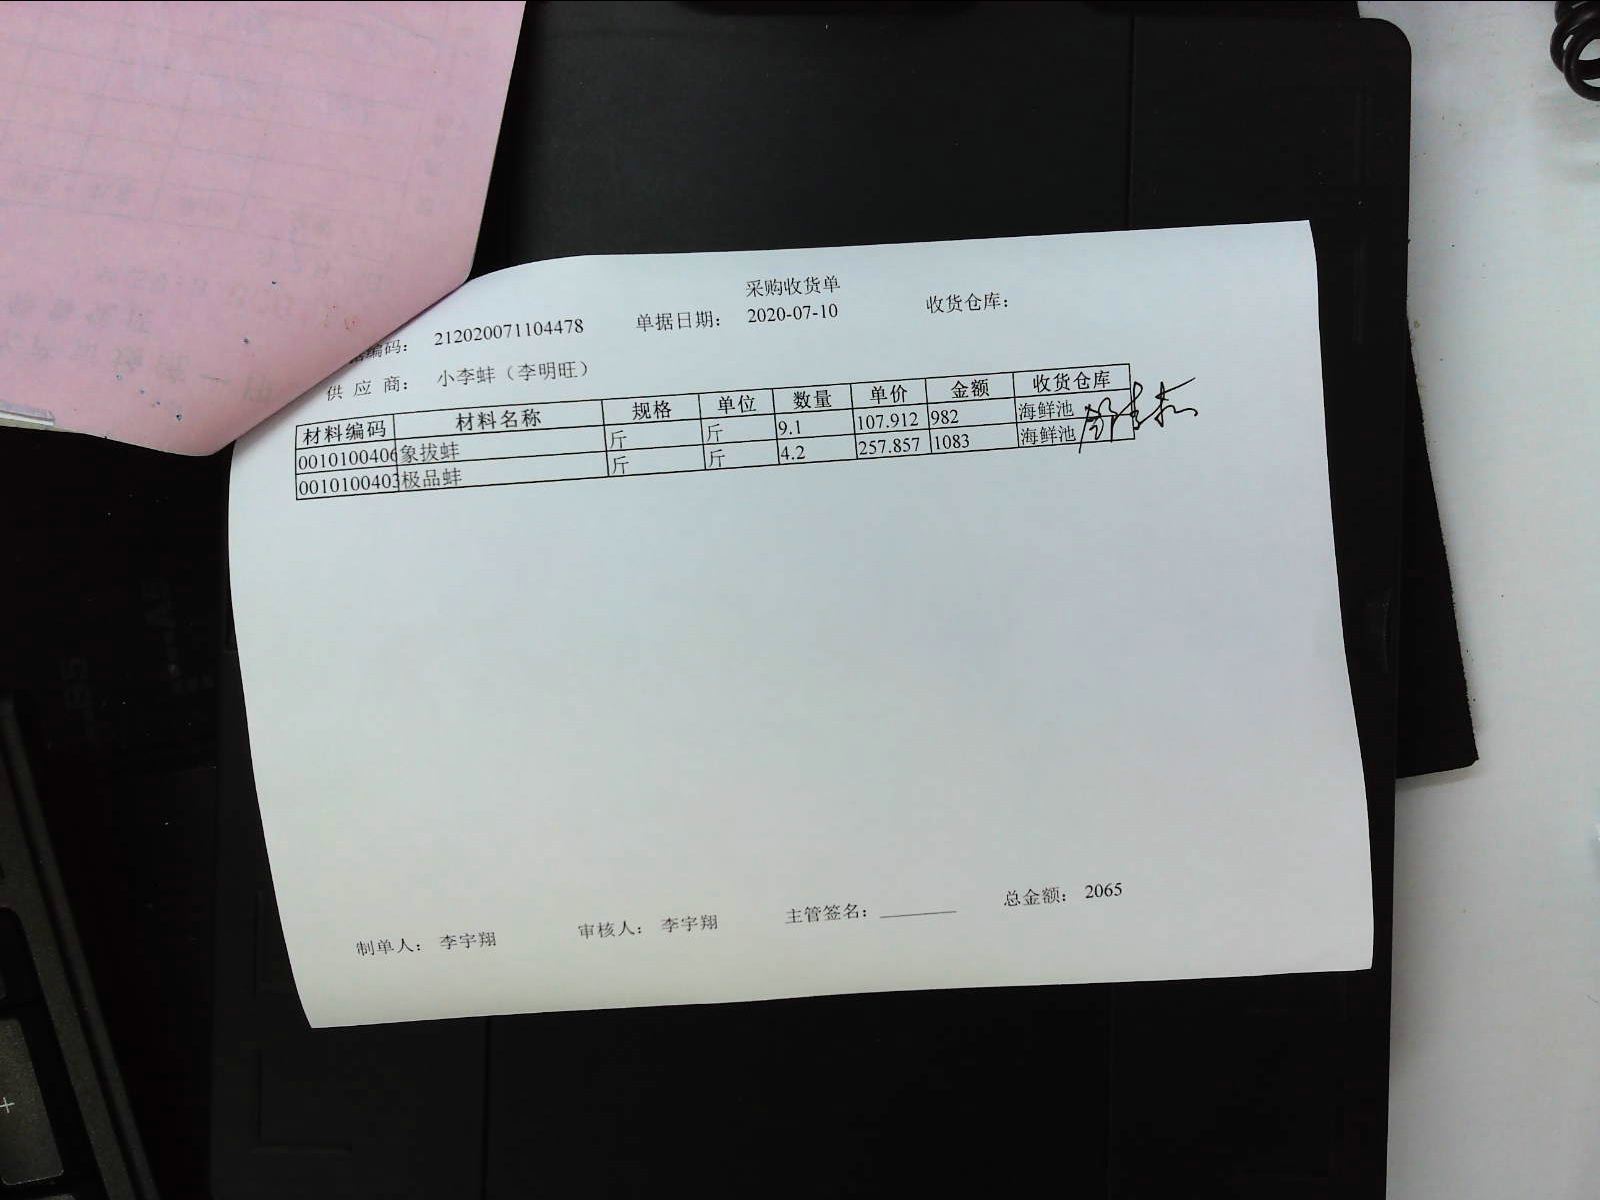 采购收货单
编码： 212020071104478 单据日期： 2020-07-10 收货仓库：
供 应 商： 小李蚌（李明旺）
材料编码 材料名称 规格 单位 数量 单价 金额 收货仓库
0010100406 象拔蚌 斤 斤 9.1 107.912 982 海鲜池
0010100403 极品蚌 斤 斤 4.2 257.857 1083 海鲜池
制单人： 李宇翔 审核人： 李宇翔 主管签名： 总金额： 2065